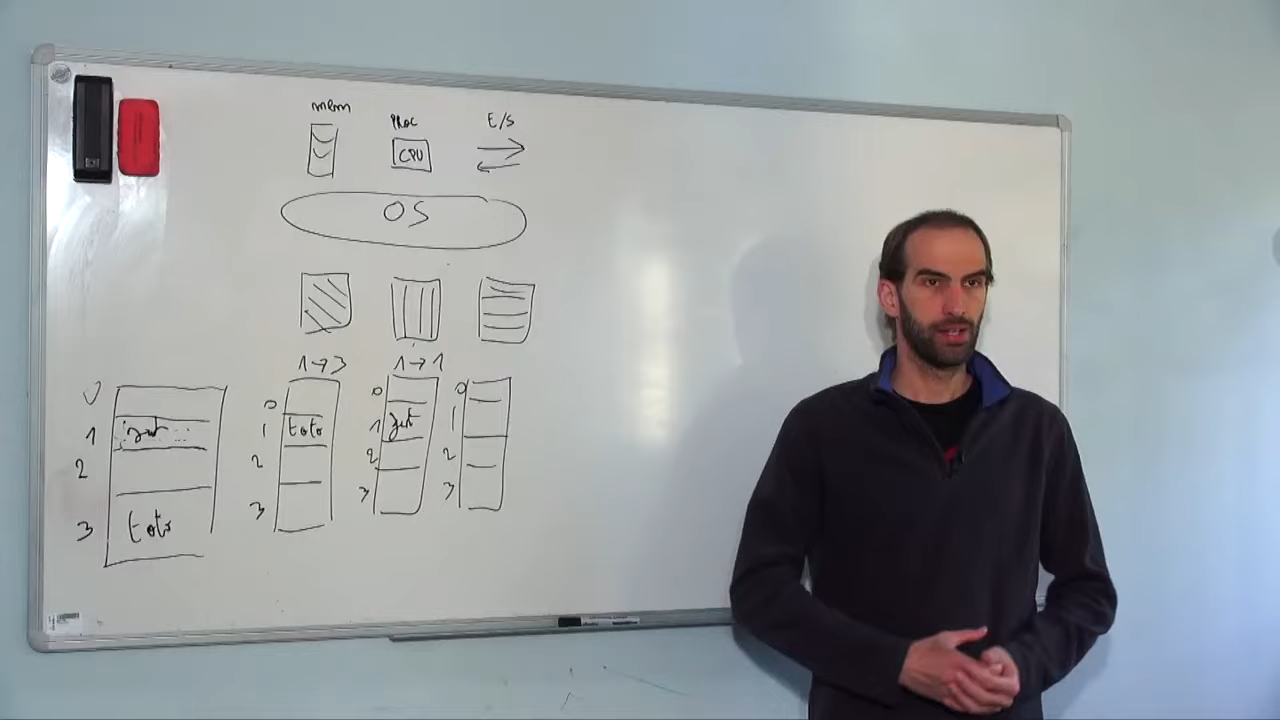 mem PROC E/S
CPU
OS
1→3 1→1
0 0 0 0
1 1 toto 1 1
2 2 2 2
3 toto 3 3 3